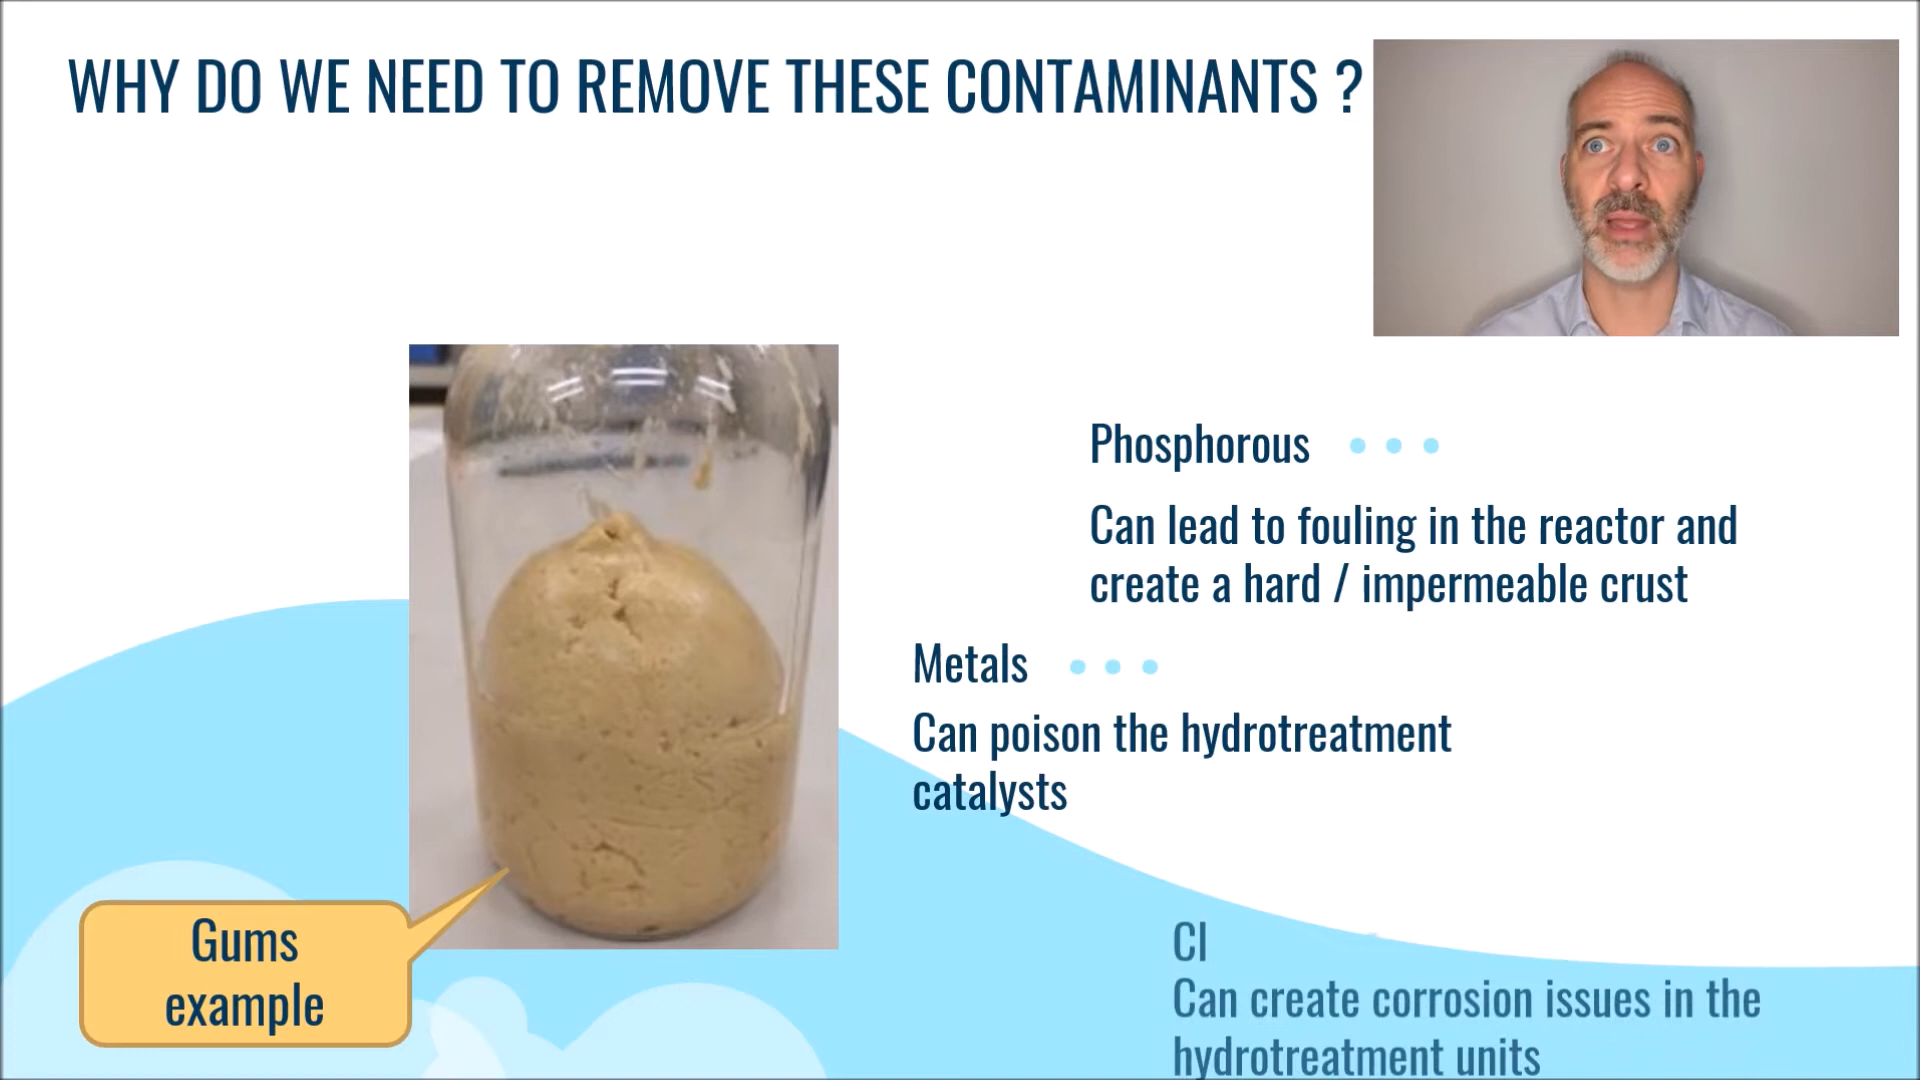 WHY DO WE NEED TO REMOVE THESE CONTAMINANTS ?
Phosphorous
Can lead to fouling in the reactor and
create a hard / impermeable crust
Metals
Can poison the hydrotreatment
catalysts
Gums
example
Cl
Can create corrosion issues in the
hydrotreatment units